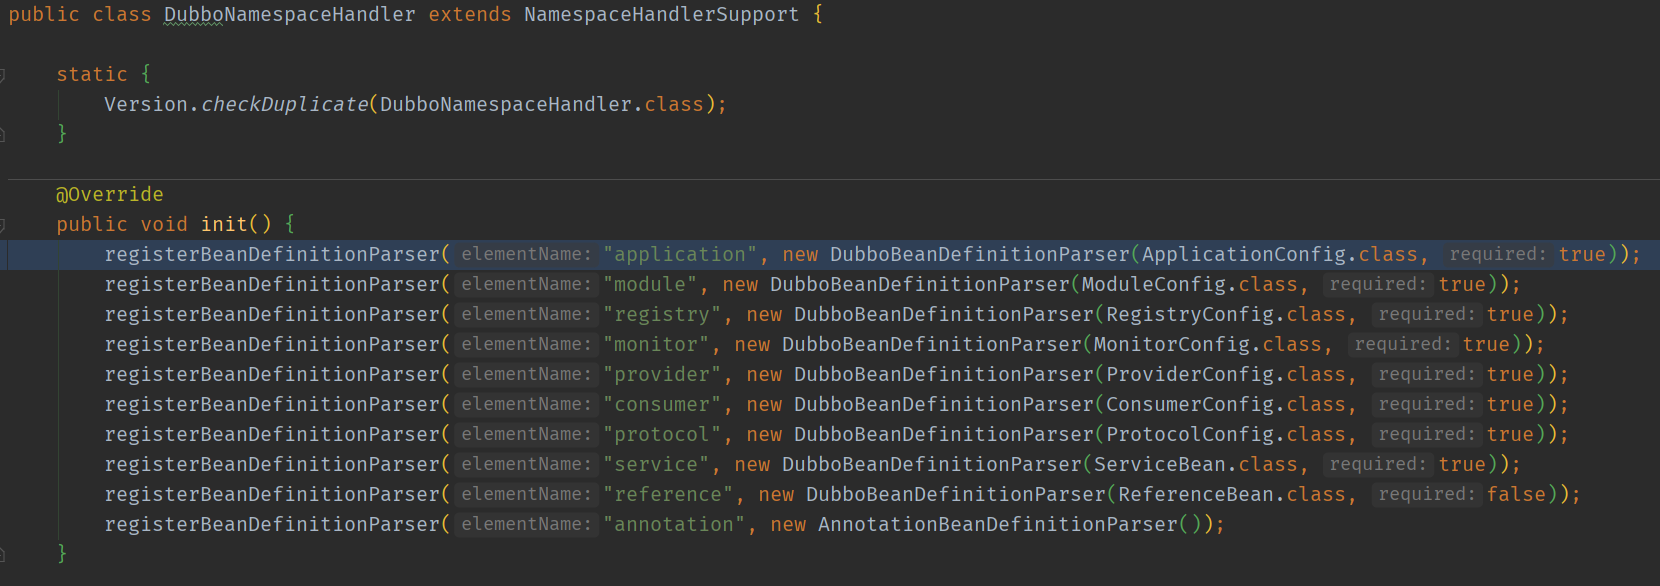 public class DubboNamespaceHandler extends NamespaceHandlerSupport {
static {
Version.checkDuplicate(DubboNamespaceHandler.class);
}
@Override
public void init() {
registerBeanDefinitionParser( elementName: "application", new DubboBeanDefinitionParser(ApplicationConfig.class, required: true));
registerBeanDefinitionParser( elementName: "module", new DubboBeanDefinitionParser(ModuleConfig.class, required: true));
registerBeanDefinitionParser( elementName: "registry", new DubboBeanDefinitionParser(RegistryConfig.class, required: true));
registerBeanDefinitionParser( elementName: "monitor", new DubboBeanDefinitionParser(MonitorConfig.class, required: true));
registerBeanDefinitionParser( elementName: "provider", new DubboBeanDefinitionParser(ProviderConfig.class, required: true));
registerBeanDefinitionParser( elementName: "consumer", new DubboBeanDefinitionParser(ConsumerConfig.class, required: true));
registerBeanDefinitionParser( elementName: "protocol", new DubboBeanDefinitionParser(ProtocolConfig.class, required: true));
registerBeanDefinitionParser( elementName: "service", new DubboBeanDefinitionParser(ServiceBean.class, required: true));
registerBeanDefinitionParser( elementName: "reference", new DubboBeanDefinitionParser(ReferenceBean.class, required: false));
registerBeanDefinitionParser( elementName: "annotation", new AnnotationBeanDefinitionParser());
}